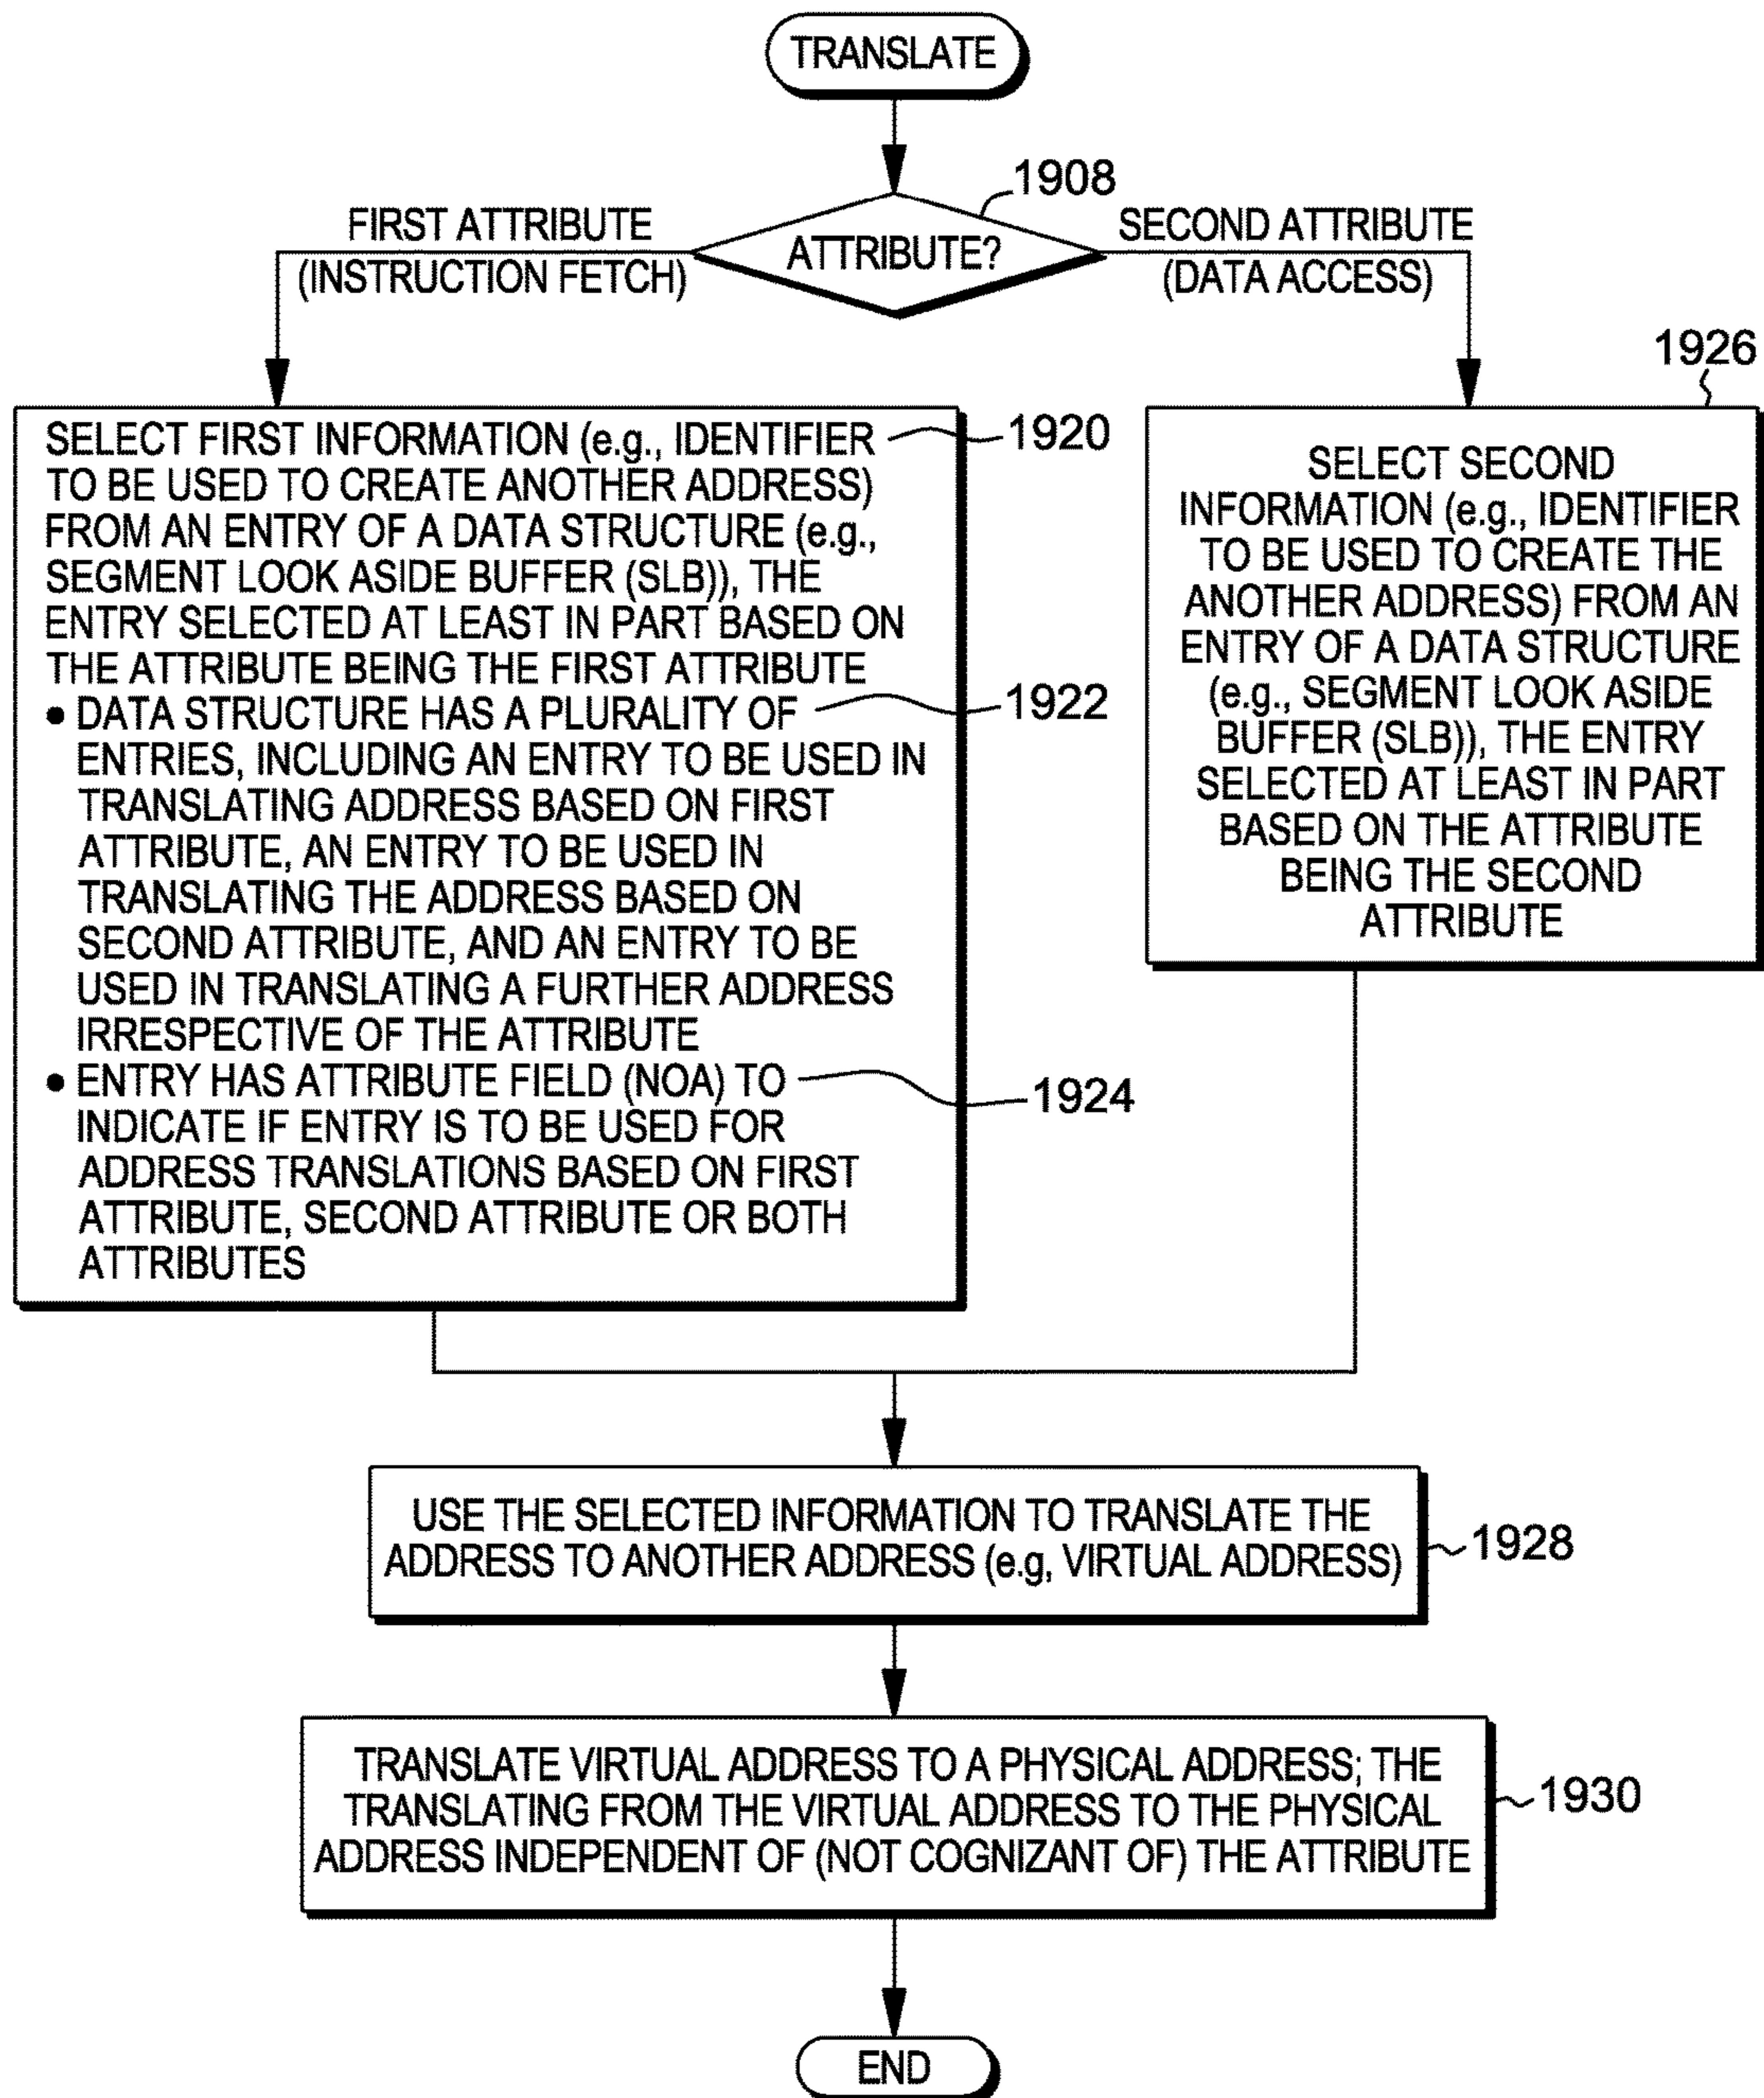 TRANSLATE
1908
FIRST ATTRIBUTE
(INSTRUCTION FETCH)
ATTRIBUTE?
SECOND ATTRIBUTE
(DATA ACCESS)
SELECT FIRST INFORMATION (e.g., IDENTIFIER
1920
TO BE USED TO CREATE ANOTHER ADDRESS)
FROM AN ENTRY OF A DATA STRUCTURE (e.g.,
SEGMENT LOOK ASIDE BUFFER (SLB)), THE
ENTRY SELECTED AT LEAST IN PART BASED ON
THE ATTRIBUTE BEING THE FIRST ATTRIBUTE
• DATA STRUCTURE HAS A PLURALITY OF
1922
ENTRIES, INCLUDING AN ENTRY TO BE USED IN
TRANSLATING ADDRESS BASED ON FIRST
ATTRIBUTE, AN ENTRY TO BE USED IN
TRANSLATING THE ADDRESS BASED ON
SECOND ATTRIBUTE, AND AN ENTRY TO BE
USED IN TRANSLATING A FURTHER ADDRESS
IRRESPECTIVE OF THE ATTRIBUTE
• ENTRY HAS ATTRIBUTE FIELD (NOA) TO
1924
INDICATE IF ENTRY IS TO BE USED FOR
ADDRESS TRANSLATIONS BASED ON FIRST
ATTRIBUTE, SECOND ATTRIBUTE OR BOTH
ATTRIBUTES
1926
SELECT SECOND
INFORMATION (e.g., IDENTIFIER
TO BE USED TO CREATE THE
ANOTHER ADDRESS) FROM AN
ENTRY OF A DATA STRUCTURE
(e.g., SEGMENT LOOK ASIDE
BUFFER (SLB)), THE ENTRY
SELECTED AT LEAST IN PART
BASED ON THE ATTRIBUTE
BEING THE SECOND
ATTRIBUTE
USE THE SELECTED INFORMATION TO TRANSLATE THE
ADDRESS TO ANOTHER ADDRESS (e.g, VIRTUAL ADDRESS)
1928
TRANSLATE VIRTUAL ADDRESS TO A PHYSICAL ADDRESS; THE
TRANSLATING FROM THE VIRTUAL ADDRESS TO THE PHYSICAL
ADDRESS INDEPENDENT OF (NOT COGNIZANT OF) THE ATTRIBUTE
1930
END